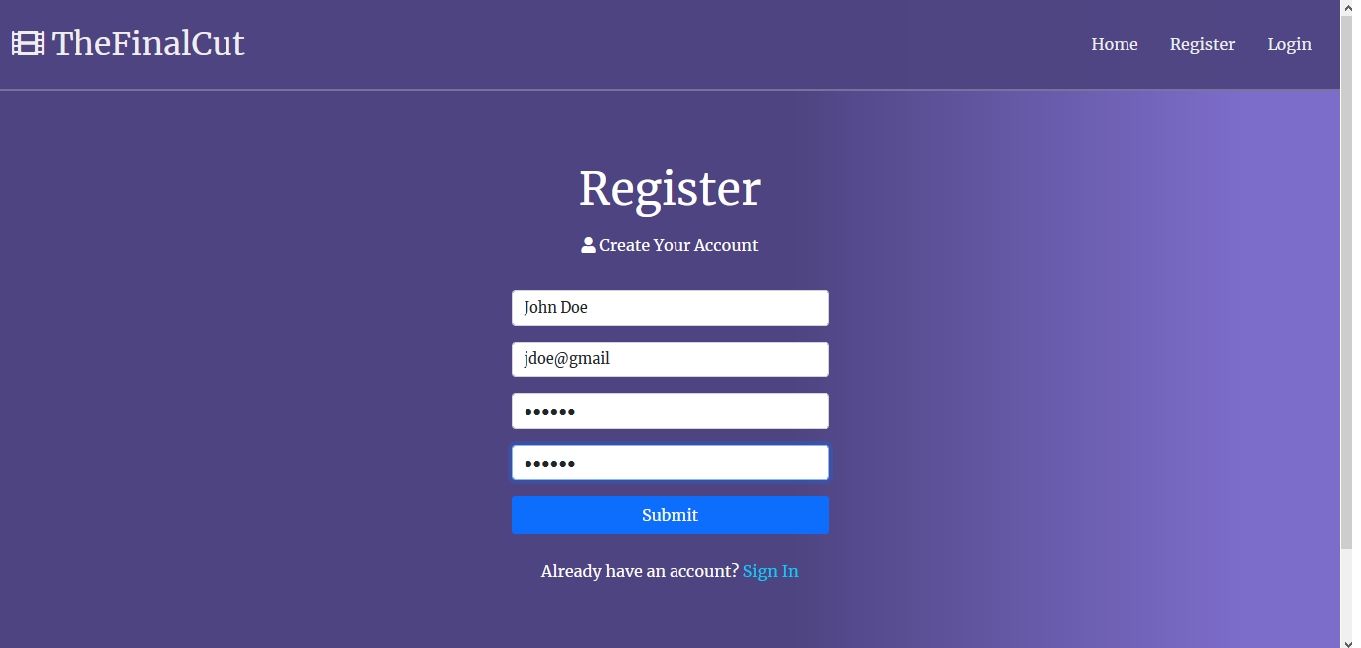 TheFinalCut
Home Register Login
Register
Create Your Account
John Doe
jdoe@gmail
••••••
••••••
Submit
Already have an account? Sign In